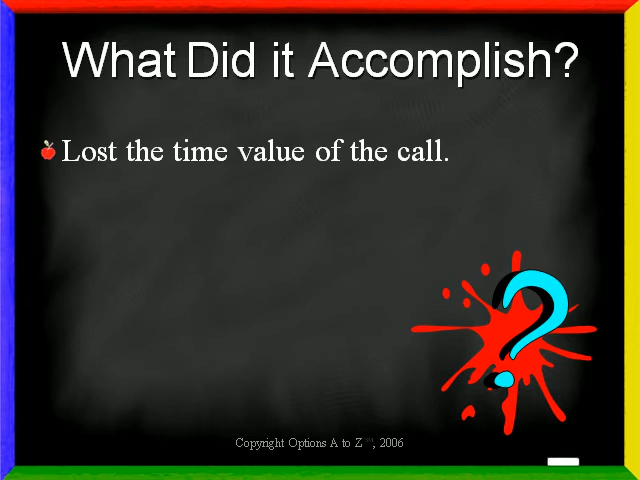 What Did it Accomplish?
Lost the time value of the call.
?
Copyright Options A to Z℠, 2006